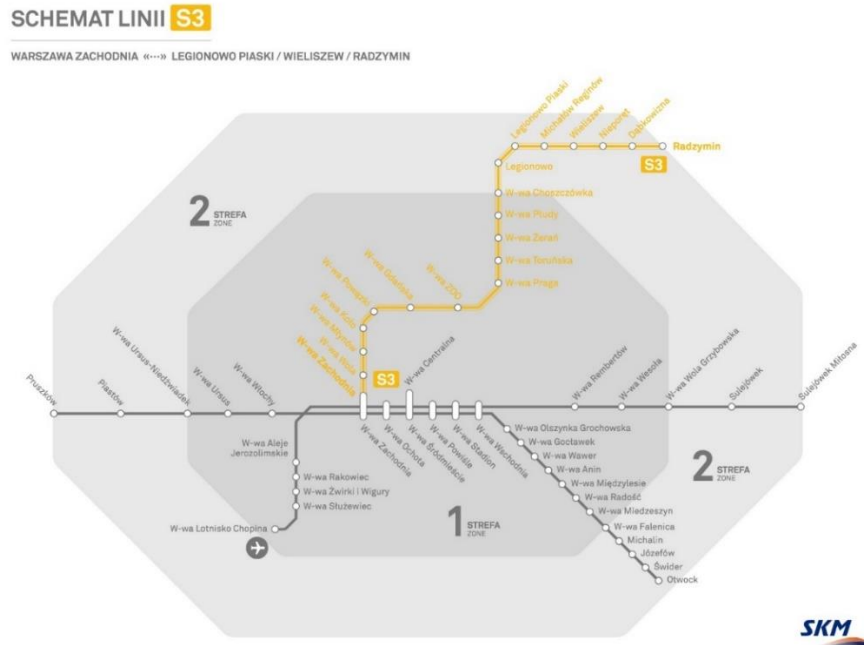 SCHEMAT LINII S3
WARSZAWA ZACHODNIA «···» LEGIONOWO PIASKI / WIELISZEW / RADZYMIN
Legionowo Piaski
Michałów Reginów
Wieliszew
Nieporęt
Dąbkowizna
Radzymin
S3
Legionowo
W-wa Choszczówka
W-wa Płudy
W-wa Żerań
W-wa Toruńska
W-wa Praga
2 STREFA
ZONE
W-wa ZOO
W-wa Gdańska
W-wa Powązki
W-wa Koło
W-wa Młynów
W-wa Wola
W-wa Zachodnia
S3
W-wa Centralna
Pruszków
Piastów
W-wa Ursus-Niedźwiadek
W-wa Ursus
W-wa Włochy
W-wa Rembertów
W-wa Wesoła
W-wa Wola Grzybowska
Sulejówek
Sulejówek Miłosna
W-wa Zachodnia
W-wa Ochota
W-wa Śródmieście
W-wa Powiśle
W-wa Stadion
W-wa Wschodnia
W-wa Aleje
Jerozolimskie
W-wa Rakowiec
W-wa Żwirki i Wigury
W-wa Służewiec
W-wa Lotnisko Chopina
W-wa Olszynka Grochowska
W-wa Gocławek
W-wa Wawer
W-wa Anin
W-wa Międzylesie
W-wa Radość
W-wa Miedzeszyn
W-wa Falenica
Michalin
Józefów
Świder
Otwock
1 STREFA
ZONE
2 STREFA
ZONE
SKM